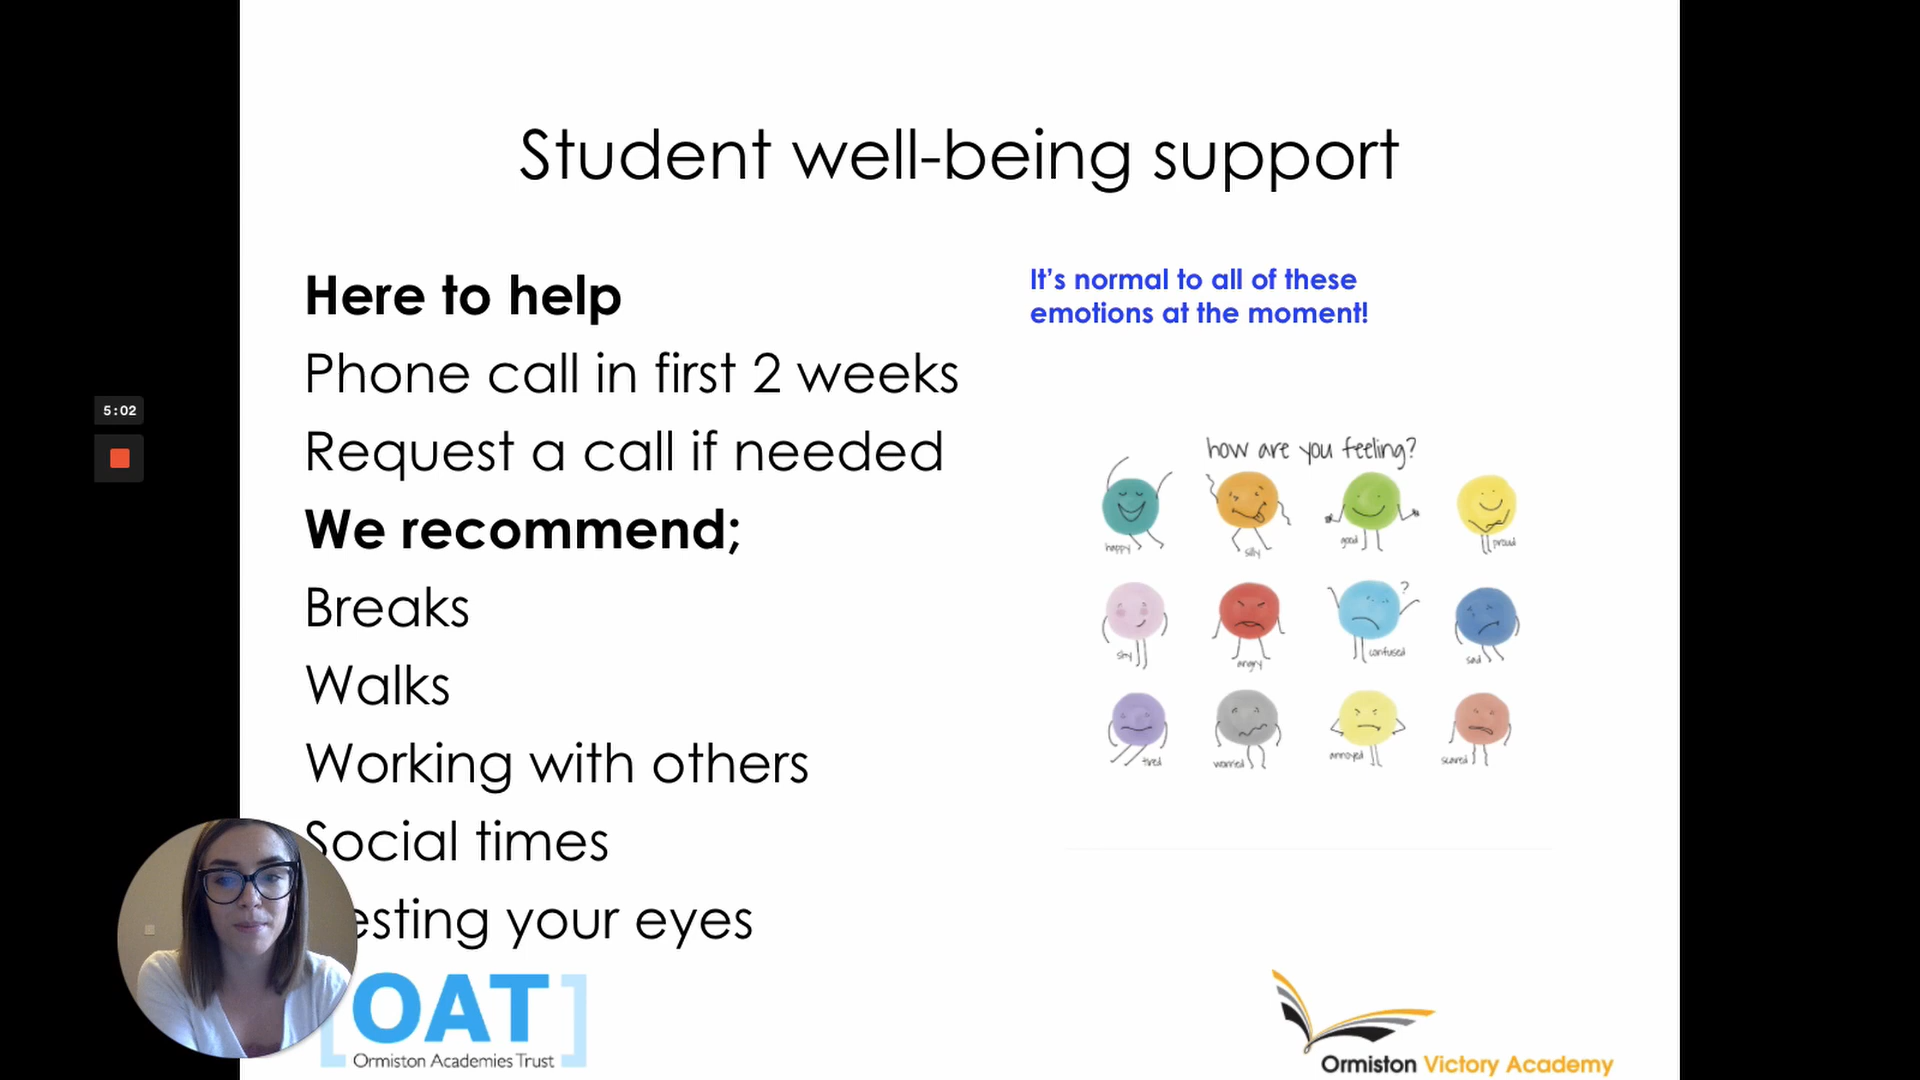 Student well-being support
Here to help
Phone call in first 2 weeks
Request a call if needed
We recommend;
Breaks
Walks
Working with others
Social times
esting your eyes
It's normal to all of these
emotions at the moment!
how are you feeling?
happy silly good proud
shy angry confused sad
tired worried annoyed scared
5:02
[OAT]
Ormiston Academies Trust
Ormiston Victory Academy